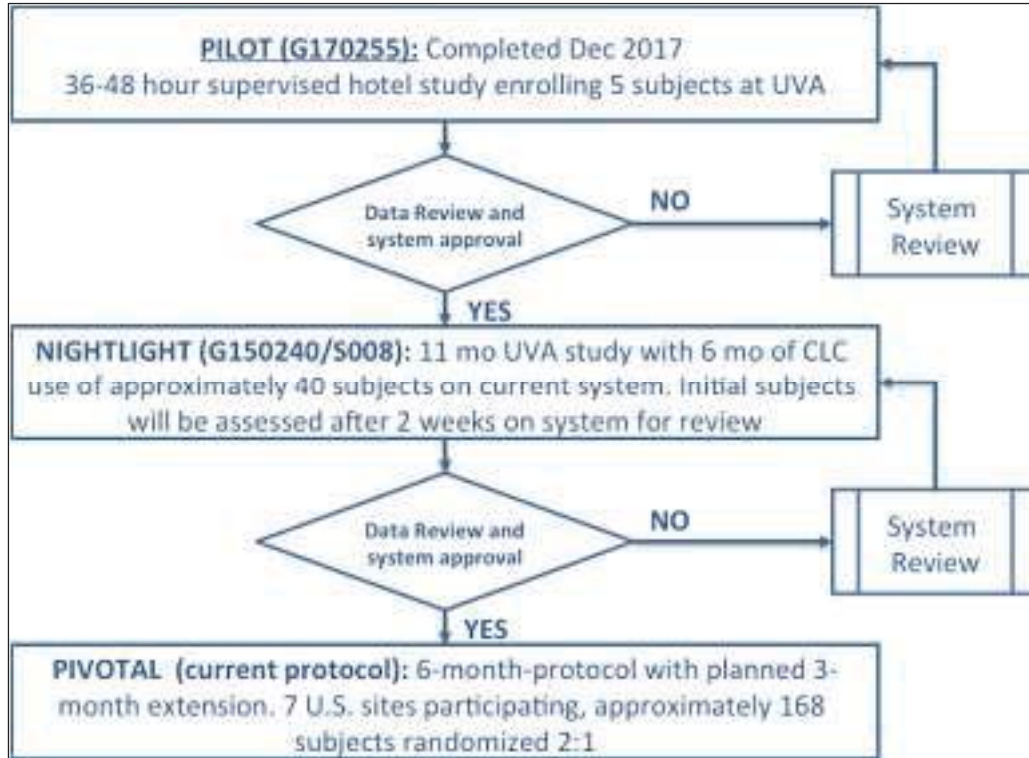 PILOT (G170255): Completed Dec 2017
36-48 hour supervised hotel study enrolling 5 subjects at UVA
Data Review and
system approval
NO
System
Review
YES
NIGHTLIGHT (G150240/S008): 11 mo UVA study with 6 mo of CLC
use of approximately 40 subjects on current system. Initial subjects
will be assessed after 2 weeks on system for review
Data Review and
system approval
NO
System
Review
YES
PIVOTAL (current protocol): 6-month-protocol with planned 3-
month extension. 7 U.S. sites participating, approximately 168
subjects randomized 2:1